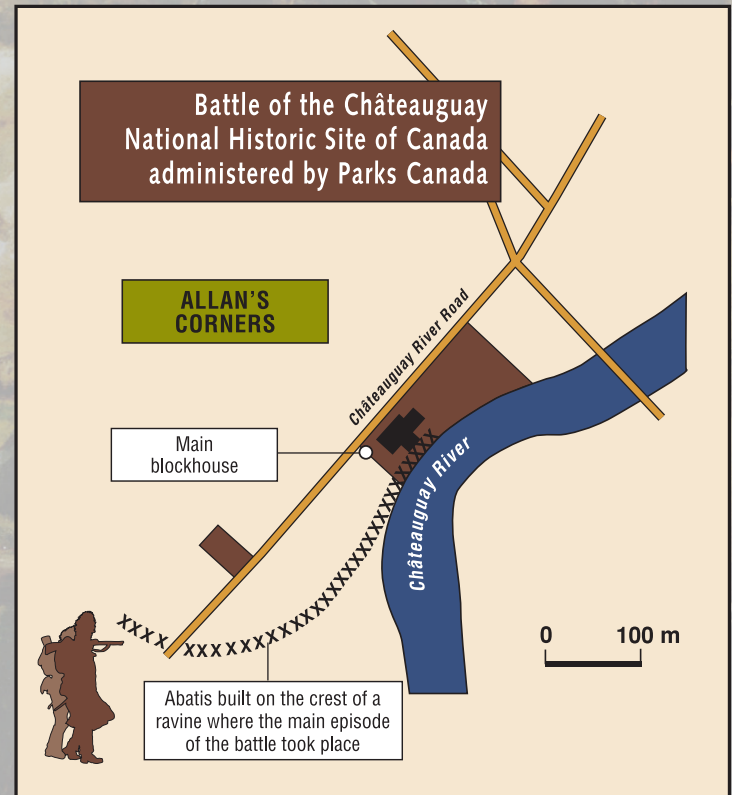 Battle of the Châteauguay
National Historic Site of Canada
administered by Parks Canada
ALLAN'S
CORNERS
Châteauguay River Road
Main
blockhouse
Châteauguay River
XXXX XXXXXXXXXXXXXXXXXXXXXXXXXXXXXXXXXXX
0 100 m
Abatis built on the crest of a
ravine where the main episode
of the battle took place